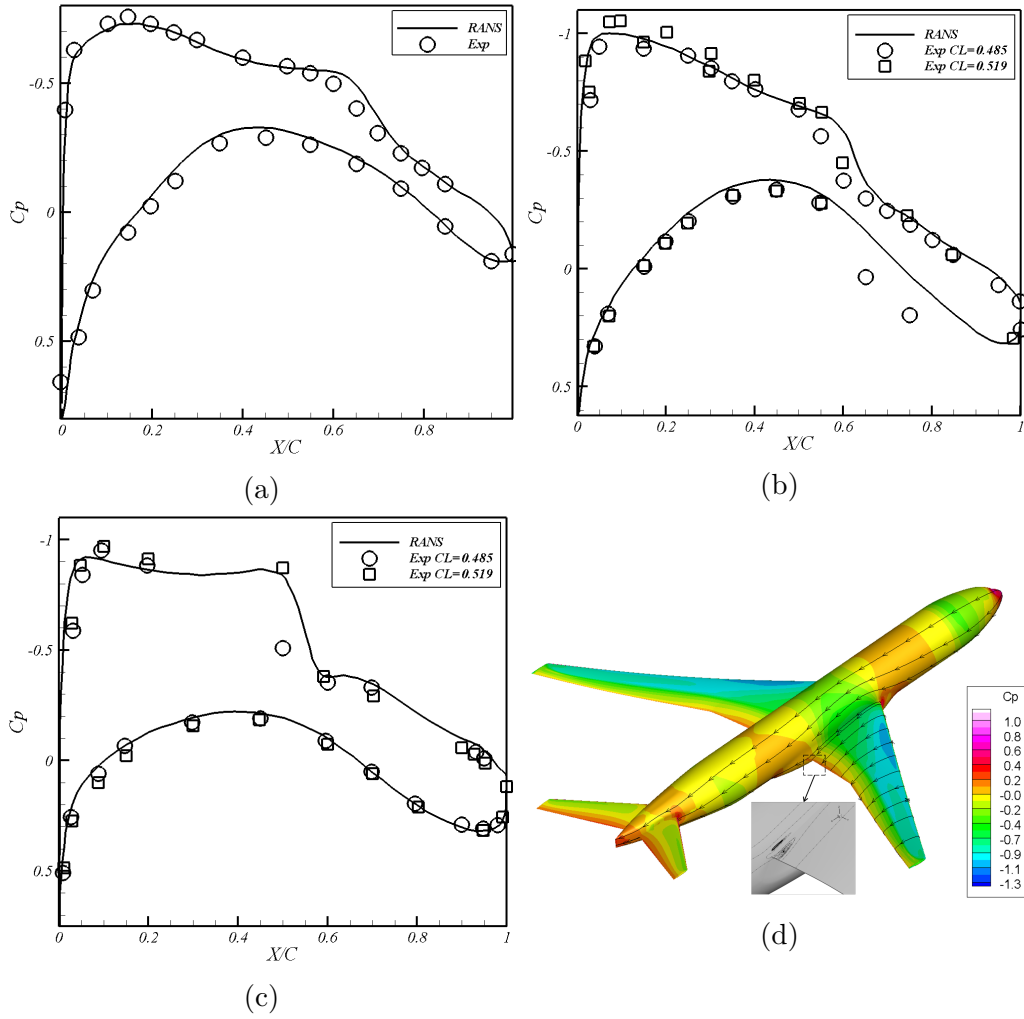 RANS
Exp
-0.5
0
0.5
Cp
0 0.2 0.4 0.6 0.8
X/C
(a)
RANS
Exp CL=0.485
Exp CL=0.519
-1
-0.5
0
0.5
Cp
0 0.2 0.4 0.6 0.8 1
X/C
(b)
RANS
Exp CL=0.485
Exp CL=0.519
-1
-0.5
0
0.5
Cp
0 0.2 0.4 0.6 0.8 1
X/C
(c)
Cp
1.0
0.8
0.6
0.4
0.2
-0.0
-0.2
-0.4
-0.7
-0.9
-1.1
-1.3
(d)